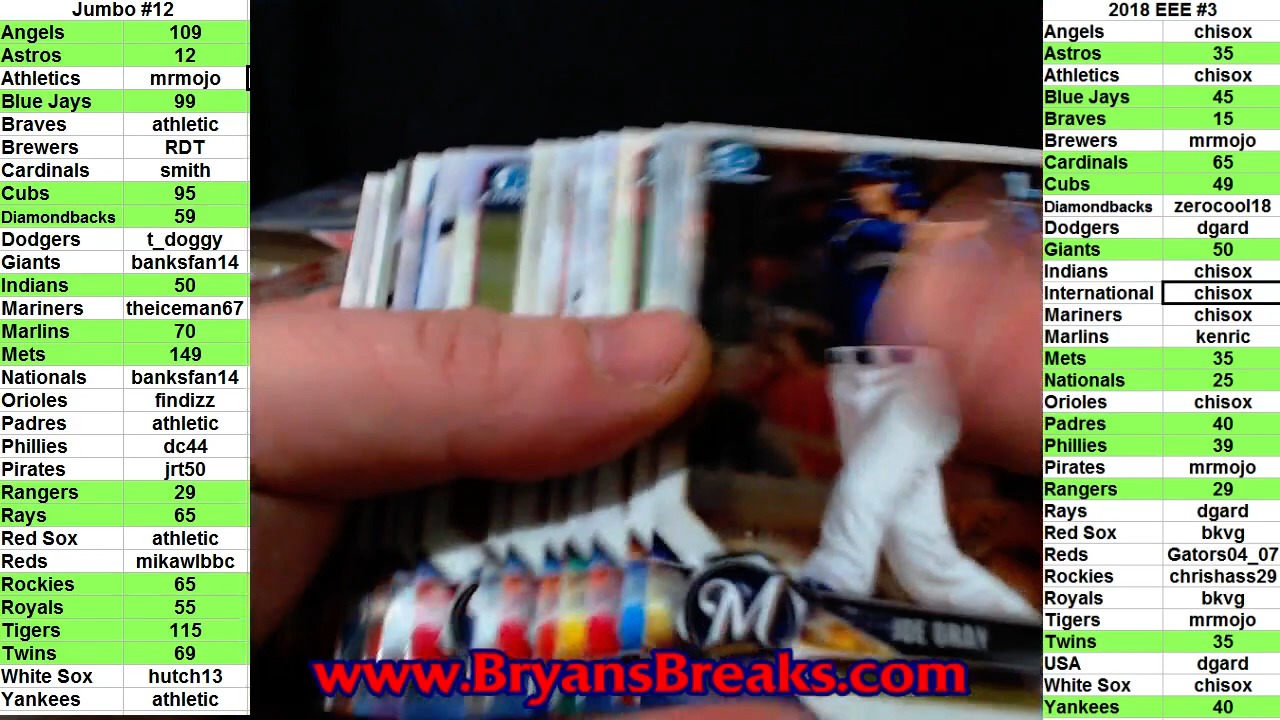 Jumbo #12
Angels 109
Astros 12
Athletics mrmojo
Blue Jays 99
Braves athletic
Brewers RDT
Cardinals smith
Cubs 95
Diamondbacks 59
Dodgers t_doggy
Giants banksfan14
Indians 50
Mariners theiceman67
Marlins 70
Mets 149
Nationals banksfan14
Orioles findizz
Padres athletic
Phillies dc44
Pirates jrt50
Rangers 29
Rays 65
Red Sox athletic
Reds mikawlbbc
Rockies 65
Royals 55
Tigers 115
Twins 69
White Sox hutch13
Yankees athletic
M
JOE GRAY
www.BryansBreaks.com
2018 EEE #3
Angels chisox
Astros 35
Athletics chisox
Blue Jays 45
Braves 15
Brewers mrmojo
Cardinals 65
Cubs 49
Diamondbacks zerocool18
Dodgers dgard
Giants 50
Indians chisox
International chisox
Mariners chisox
Marlins kenric
Mets 35
Nationals 25
Orioles chisox
Padres 40
Phillies 39
Pirates mrmojo
Rangers 29
Rays dgard
Red Sox bkvg
Reds Gators04_07
Rockies chrishass29
Royals bkvg
Tigers mrmojo
Twins 35
USA dgard
White Sox chisox
Yankees 40